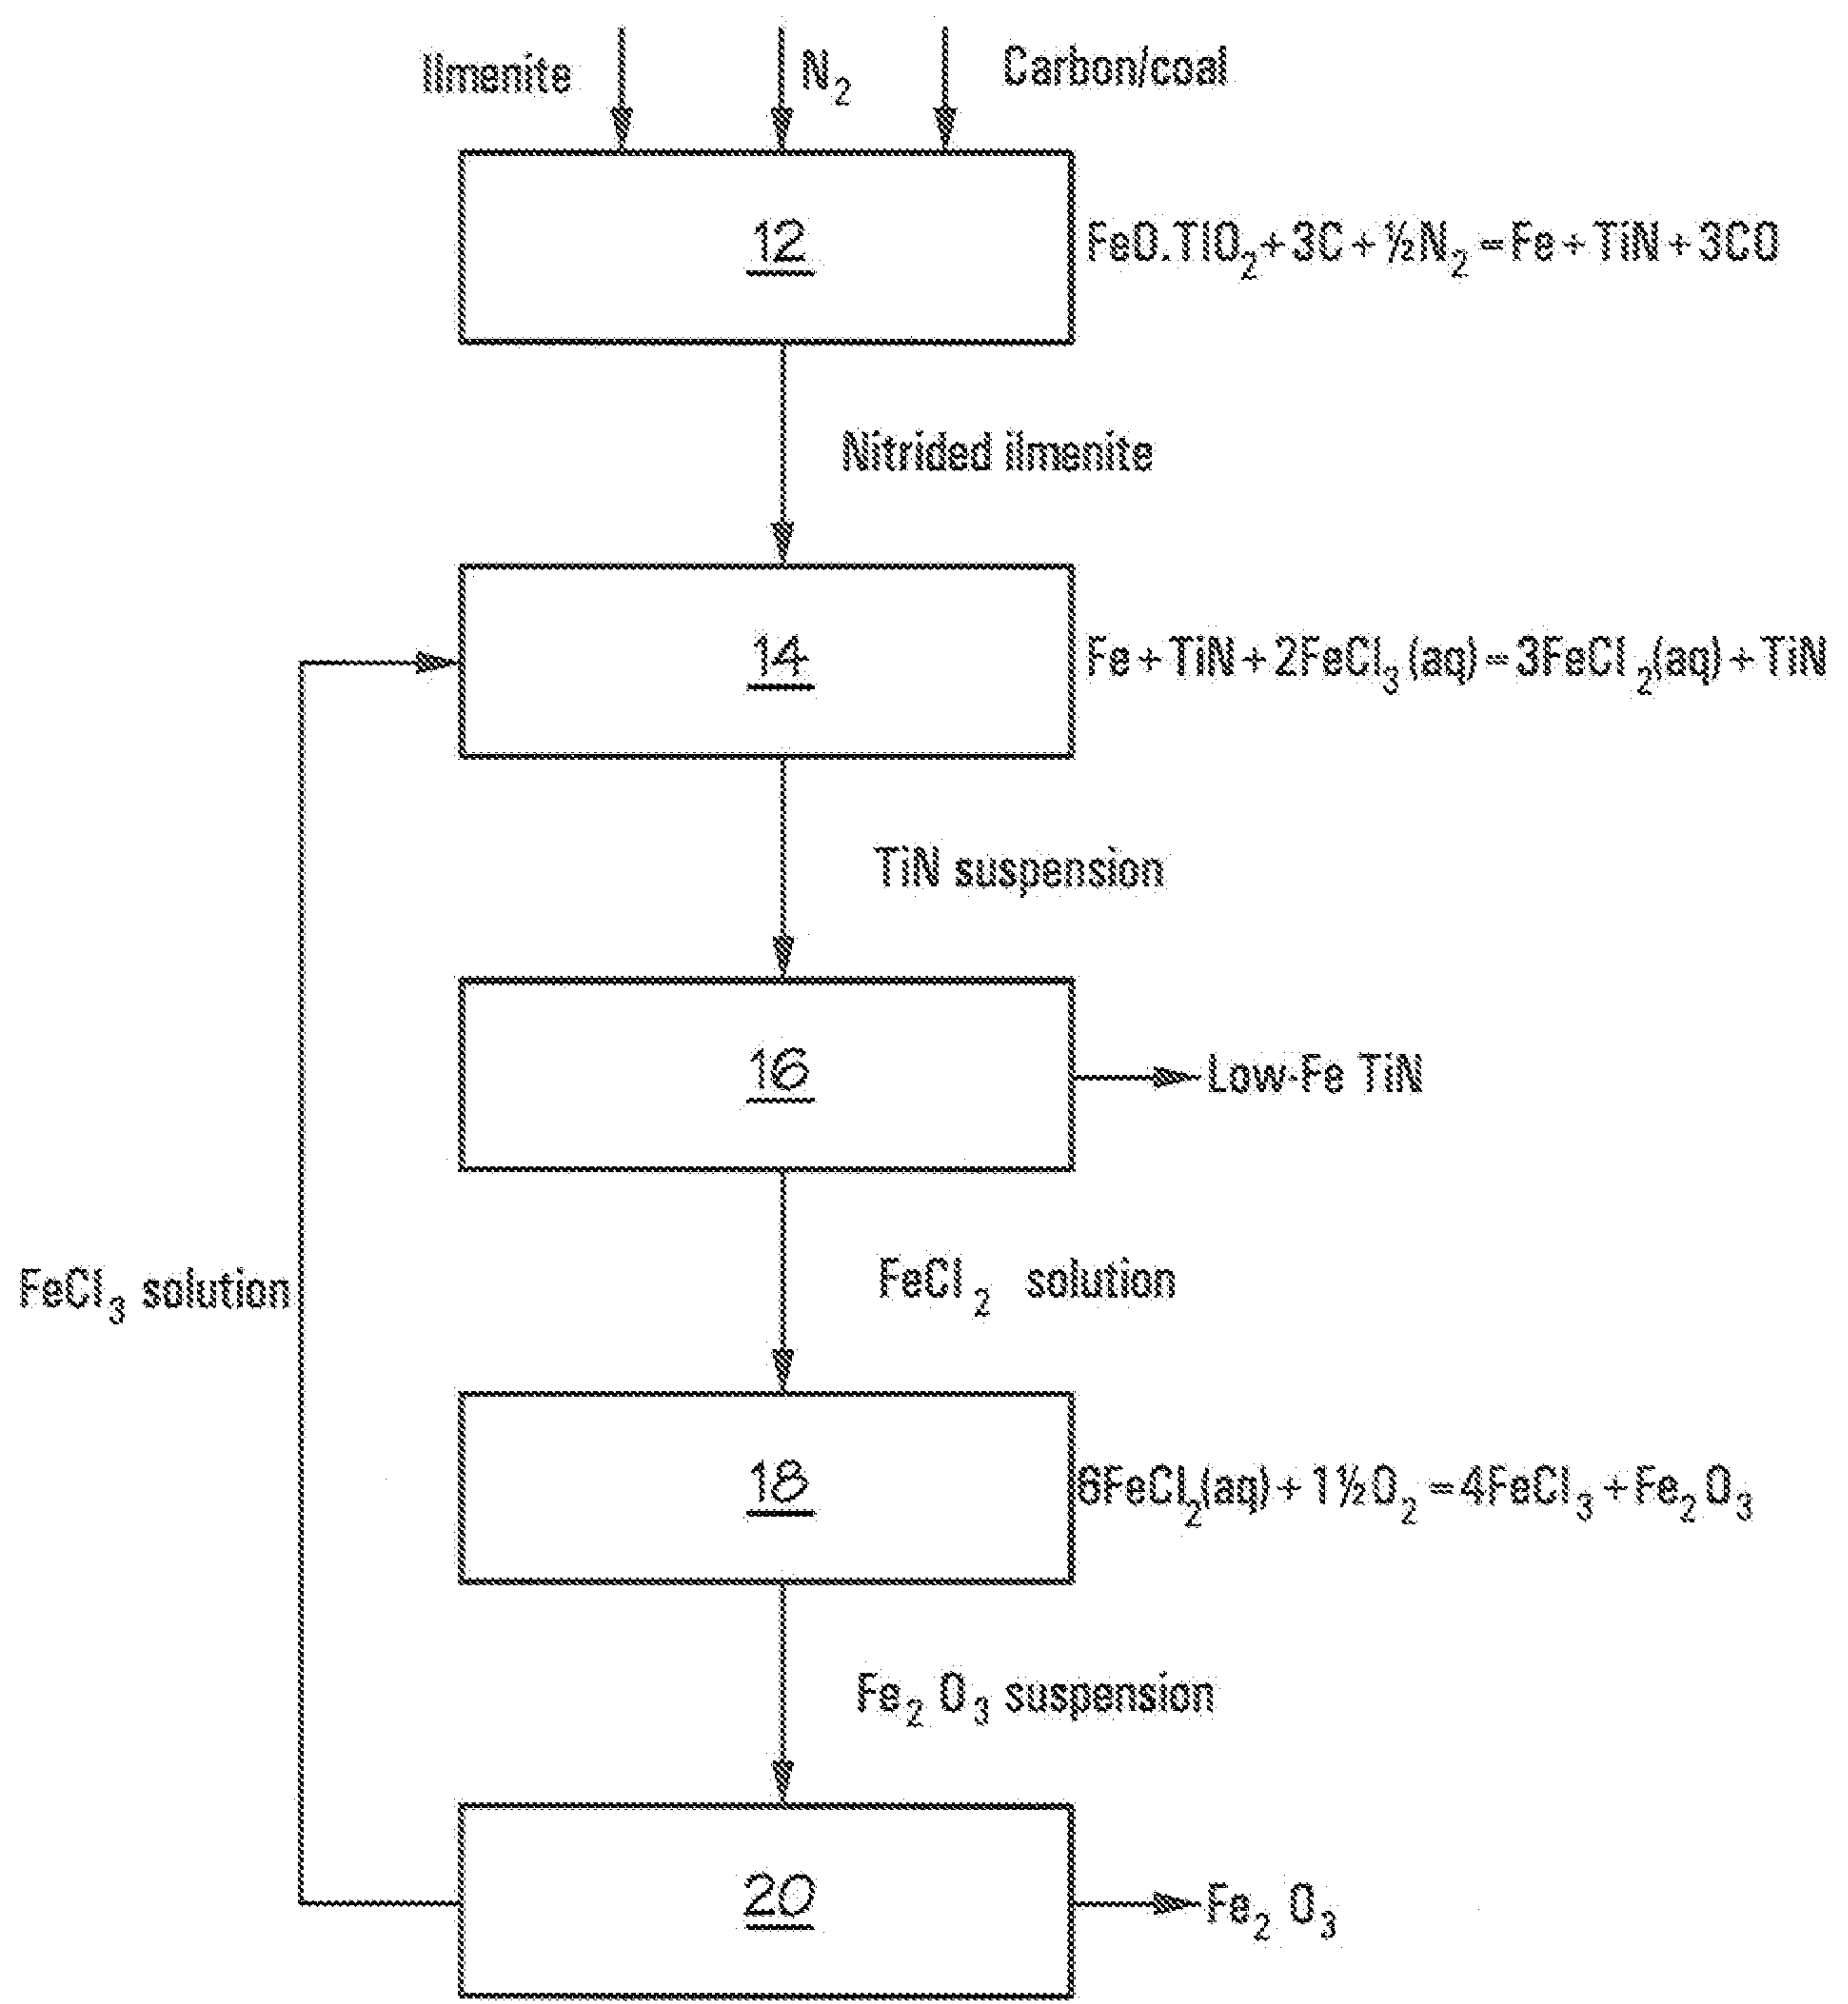 Ilmenite N₂ Carbon/coal
12 FeO.TIO₂+3C+½N₂=Fe+TiN+3CO
Nitrided ilmenite
14 Fe+TiN+2FeCl₃(aq)=3FeCl₂(aq)+TiN
TiN suspension
16 Low-Fe TiN
FeCl₃ solution FeCl₂ solution
18 6FeCl₂(aq)+1½O₂=4FeCl₃+Fe₂O₃
Fe₂O₃ suspension
20 Fe₂O₃